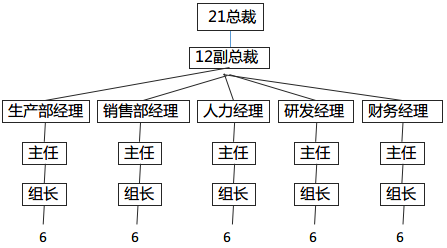 21总裁
12副总裁
生产部经理 销售部经理 人力经理 研发经理 财务经理
主任 主任 主任 主任 主任
组长 组长 组长 组长 组长
6 6 6 6 6